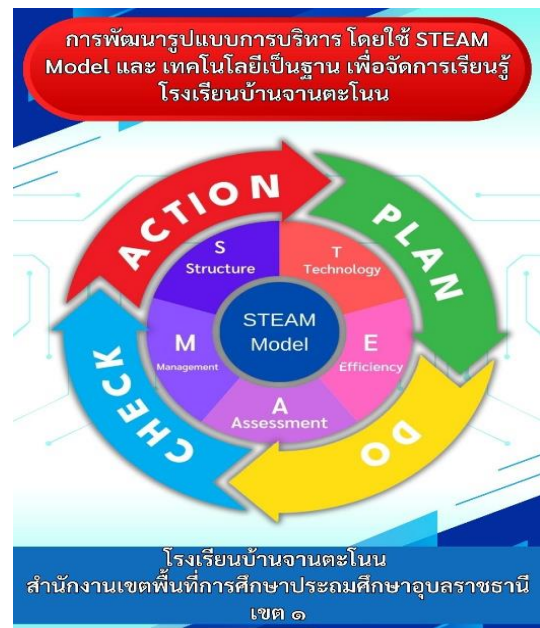 การพัฒนารูปแบบการบริหาร โดยใช้ STEAM
Model และ เทคโนโลยีเป็นฐาน เพื่อจัดการเรียนรู้
โรงเรียนบ้านจานตะโนน
ACTION
PLAN
DO
CHECK
S
Structure
T
Technology
E
Efficiency
A
Assessment
M
Management
STEAM
Model
โรงเรียนบ้านจานตะโนน
สำนักงานเขตพื้นที่การศึกษาประถมศึกษาอุบลราชธานี
เขต ๑